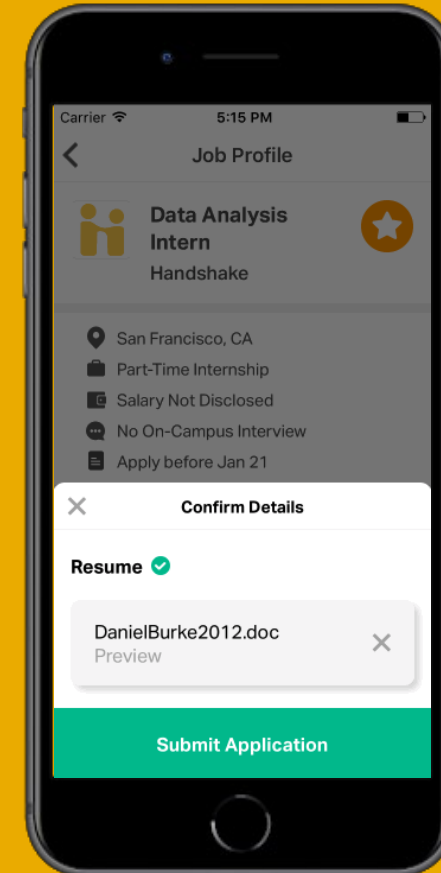 Carrier 5:15 PM
Job Profile
Data Analysis
Intern
Handshake
San Francisco, CA
Part-Time Internship
Salary Not Disclosed
No On-Campus Interview
Apply before Jan 21
Confirm Details
Resume
DanielBurke2012.doc
Preview
Submit Application